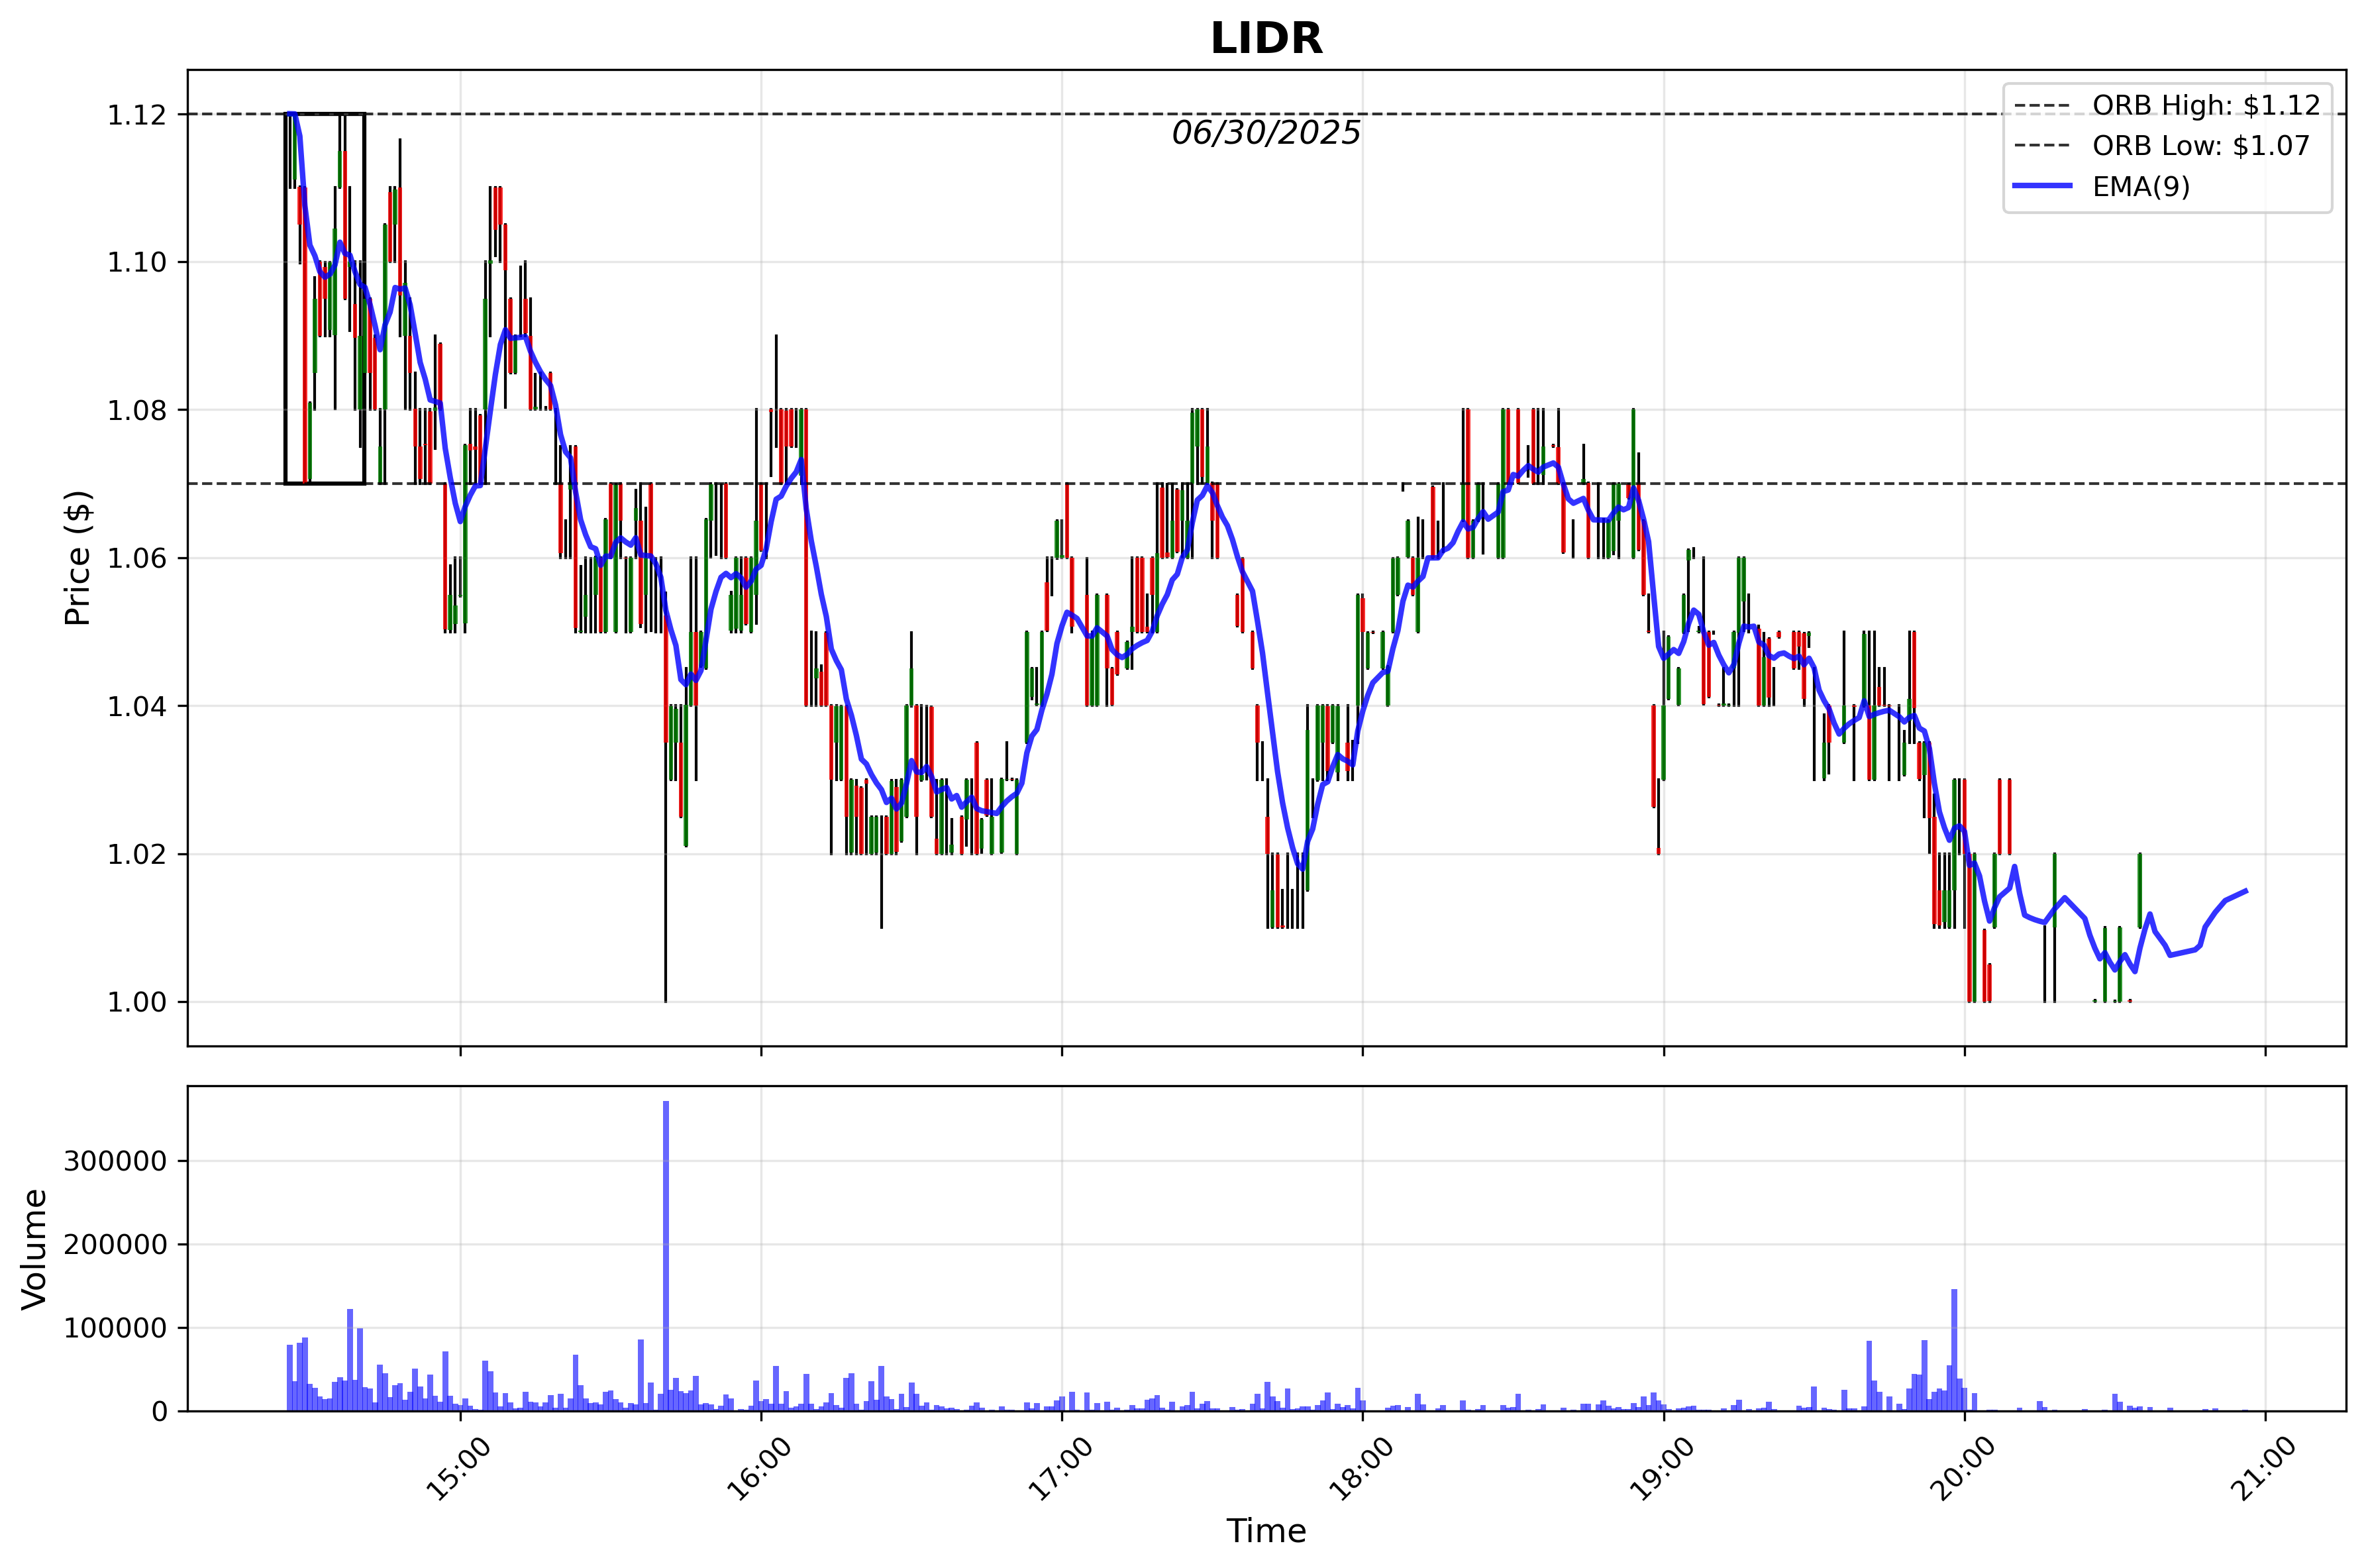 LIDR
06/30/2025
ORB High: $1.12
ORB Low: $1.07
EMA(9)
Price ($)
1.12
1.10
1.08
1.06
1.04
1.02
1.00
Volume
300000
200000
100000
0
15:00
16:00
17:00
18:00
19:00
20:00
21:00
Time